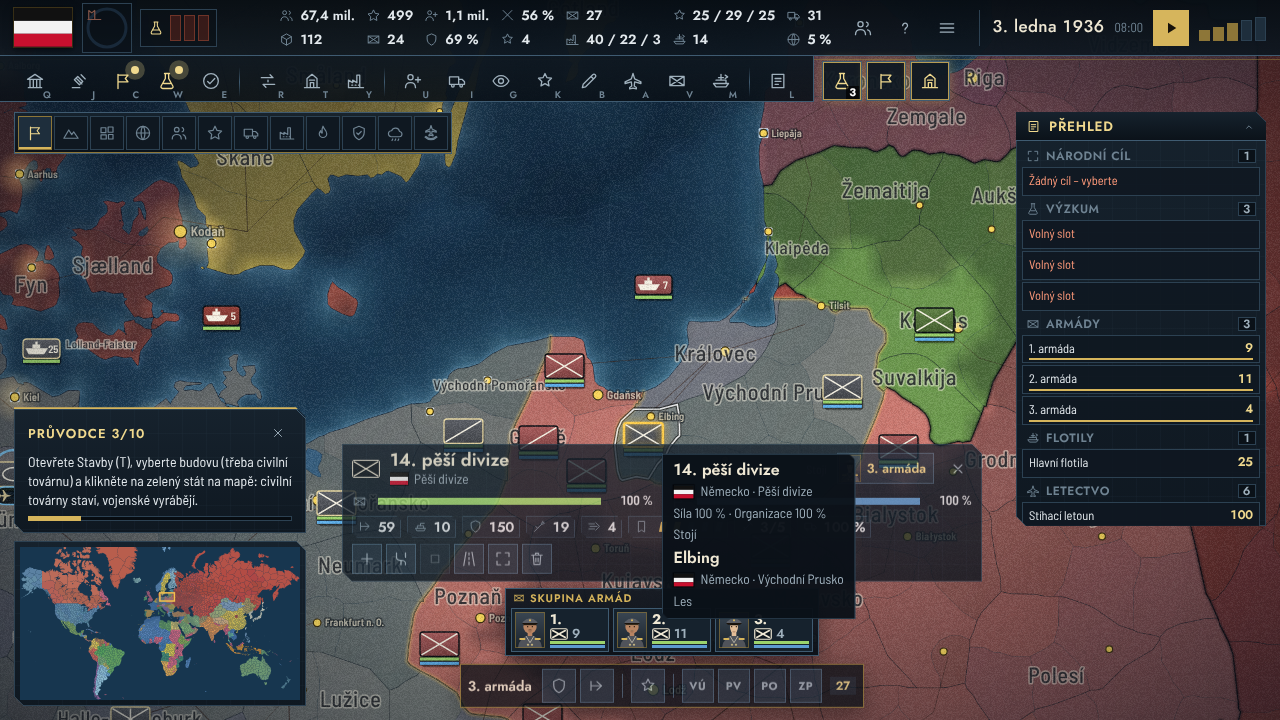 67,4 mil. 499 1,1 mil. 56 % 27 25 / 29 / 25 31
112 24 69 % 4 40 / 22 / 3 14 5 %
?
3. ledna 1936 08:00
Q J C W E R T Y U I G K B A V M L
3
Riga
Zemgale
Liepāja
Skåne
Aarhus
Kodaň
Sjælland
Fyn
Lolland-Falster
Kiel
5
25
7
Žemaitija
Klaipėda
Tilsit
Královec
Suvalkija
Gdaňsk
Elbing
PŘEHLED
NÁRODNÍ CÍL 1
Žádný cíl – vyberte
VÝZKUM 3
Volný slot
Volný slot
Volný slot
ARMÁDY 3
1. armáda 9
2. armáda 11
3. armáda 4
FLOTILY 1
Hlavní flotila 25
LETECTVO 6
Stíhací letoun 100
PRŮVODCE 3/10
Otevřete Stavby (T), vyberte budovu (třeba civilní
továrnu) a klikněte na zelený stát na mapě: civilní
továrny staví, vojenské vyrábějí.
14. pěší divize
Pěší divize
3. armáda
100 %
100 %
59 10 150 19 4
14. pěší divize
Německo · Pěší divize
Síla 100 % · Organizace 100 %
Stojí
Elbing
Německo · Východní Prusko
Les
Toruń
Białystok
Poznaň
Frankfurt n. O.
Lužice
Polesí
SKUPINA ARMÁD
1. 9
2. 11
3. 4
3. armáda VÚ PV PO ZP 27